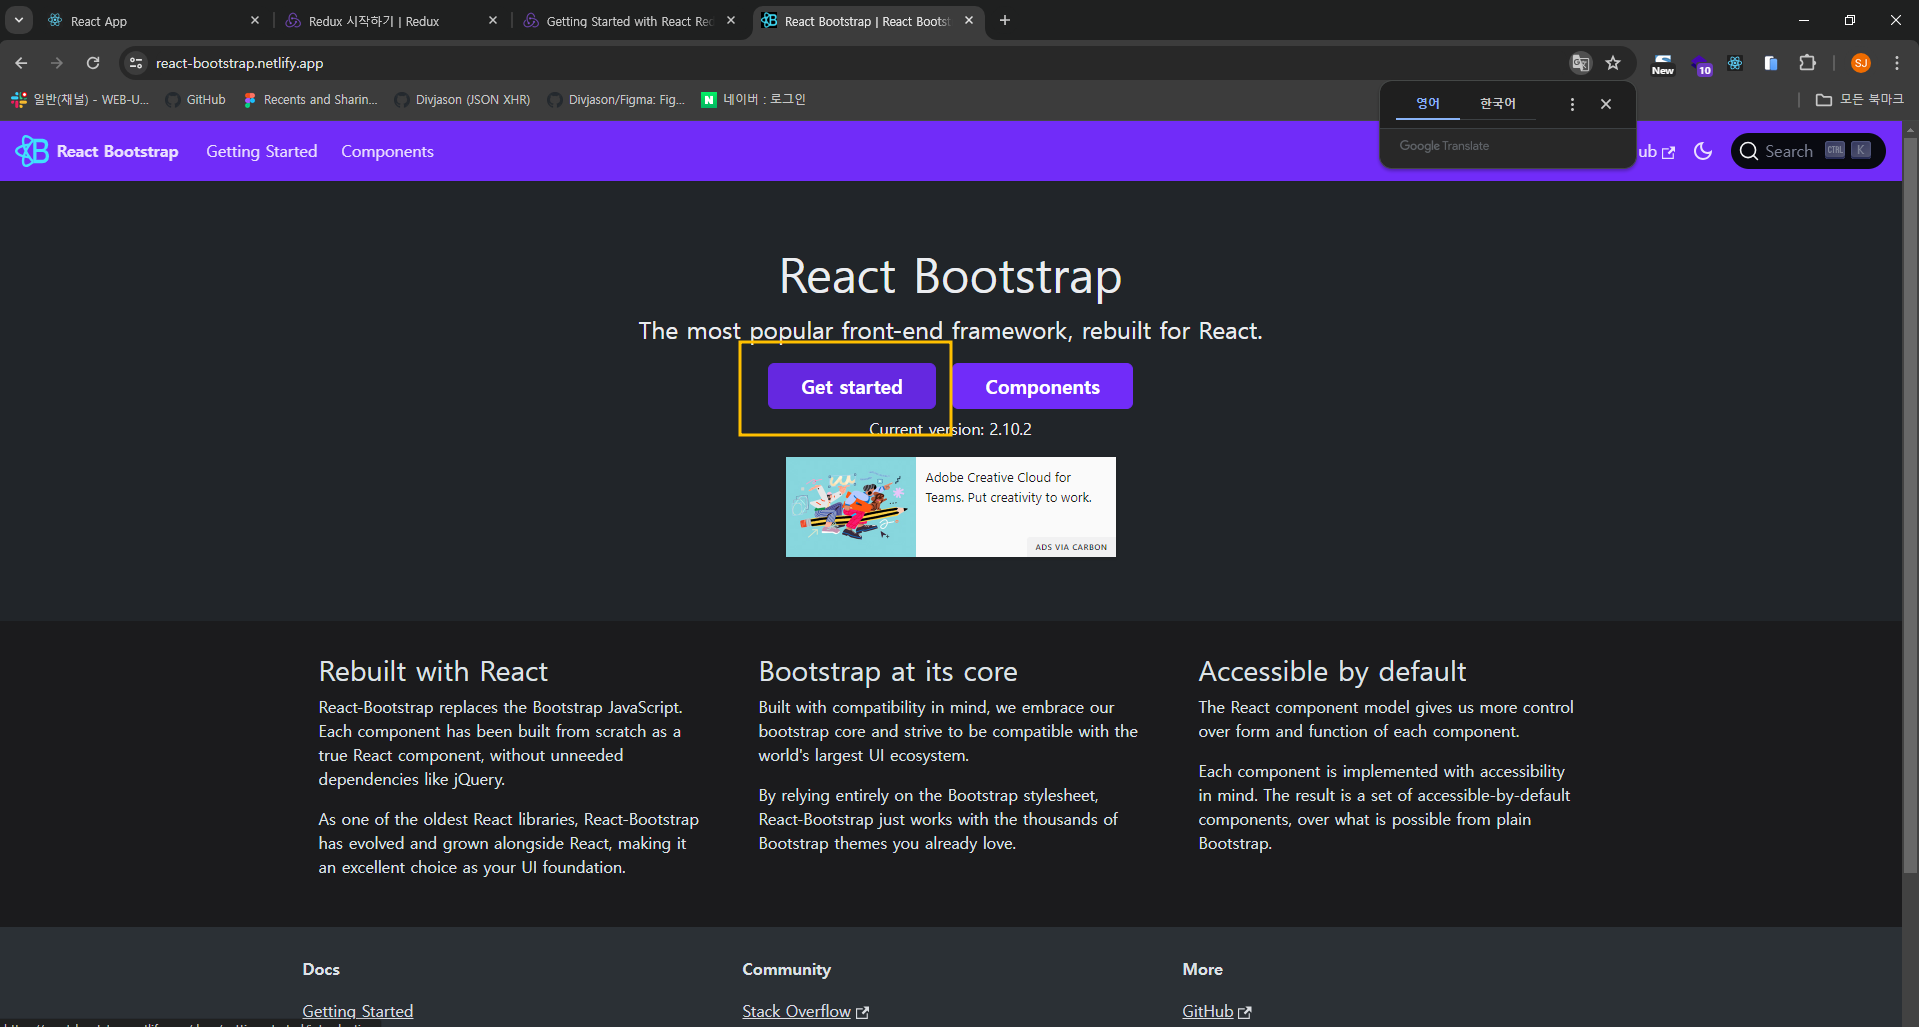 React App
Redux 시작하기 | Redux
Getting Started with React Red
React Bootstrap | React Bootst
react-bootstrap.netlify.app
New
10
SJ
일반(채널) - WEB-U...
GitHub
Recents and Sharin...
Divjason (JSON XHR)
Divjason/Figma: Fig...
N 네이버 : 로그인
모든 북마크
영어
한국어
Google Translate
React Bootstrap
Getting Started
Components
ub
Search
CTRL
K
React Bootstrap
The most popular front-end framework, rebuilt for React.
Get started
Components
Current version: 2.10.2
Adobe Creative Cloud for
Teams. Put creativity to work.
ADS VIA CARBON
Rebuilt with React
React-Bootstrap replaces the Bootstrap JavaScript.
Each component has been built from scratch as a
true React component, without unneeded
dependencies like jQuery.
As one of the oldest React libraries, React-Bootstrap
has evolved and grown alongside React, making it
an excellent choice as your UI foundation.
Bootstrap at its core
Built with compatibility in mind, we embrace our
bootstrap core and strive to be compatible with the
world's largest UI ecosystem.
By relying entirely on the Bootstrap stylesheet,
React-Bootstrap just works with the thousands of
Bootstrap themes you already love.
Accessible by default
The React component model gives us more control
over form and function of each component.
Each component is implemented with accessibility
in mind. The result is a set of accessible-by-default
components, over what is possible from plain
Bootstrap.
Docs
Getting Started
Community
Stack Overflow
More
GitHub